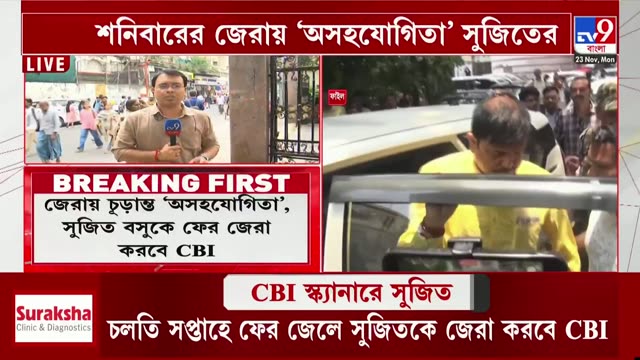 শনিবারের জেরায় ‘অসহযোগিতা’ সুজিতের
TV9
বাংলা
23 Nov, Mon
LIVE
ফাইল
BREAKING FIRST
জেরায় চূড়ান্ত ‘অসহযোগিতা’,
সুজিত বসুকে ফের জেরা
করবে CBI
CBI স্ক্যানারে সুজিত
Suraksha
Clinic & Diagnostics
চলতি সপ্তাহে ফের জেলে সুজিতকে জেরা করবে CBI